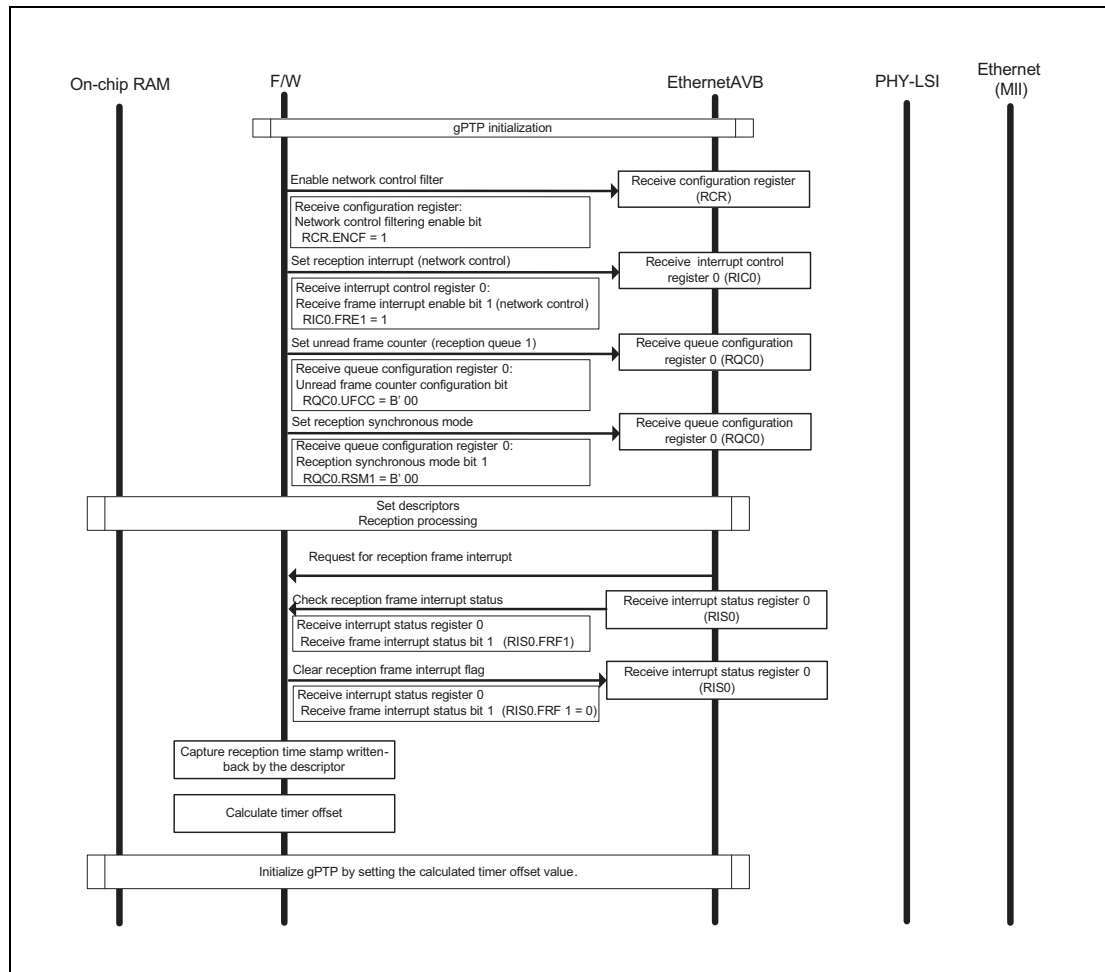 On-chip RAM
F/W
EthernetAVB
PHY-LSI
Ethernet
(MII)
gPTP initialization
Enable network control filter
Receive configuration register
(RCR)
Receive configuration register:
Network control filtering enable bit
RCR.ENCF = 1
Set reception interrupt (network control)
Receive interrupt control
register 0 (RIC0)
Receive interrupt control register 0:
Receive frame interrupt enable bit 1 (network control)
RIC0.FRE1 = 1
Set unread frame counter (reception queue 1)
Receive queue configuration
register 0 (RQC0)
Receive queue configuration register 0:
Unread frame counter configuration bit
RQC0.UFCC = B' 00
Set reception synchronous mode
Receive queue configuration
register 0 (RQC0)
Receive queue configuration register 0:
Reception synchronous mode bit 1
RQC0.RSM1 = B' 00
Set descriptors
Reception processing
Request for reception frame interrupt
Check reception frame interrupt status
Receive interrupt status register 0
(RIS0)
Receive interrupt status register 0
Receive frame interrupt status bit 1 (RIS0.FRF1)
Clear reception frame interrupt flag
Receive interrupt status register 0
(RIS0)
Receive interrupt status register 0
Receive frame interrupt status bit 1 (RIS0.FRF 1 = 0)
Capture reception time stamp written-
back by the descriptor
Calculate timer offset
Initialize gPTP by setting the calculated timer offset value.